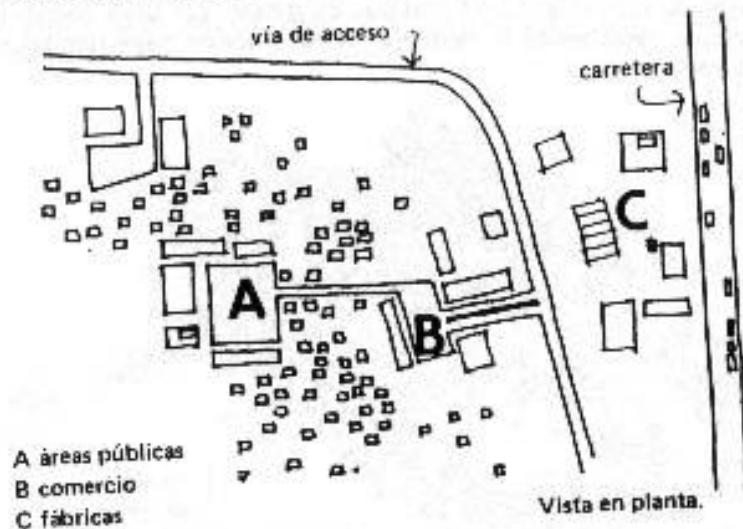 vía de acceso
carretera
C
A
B
A áreas públicas
B comercio
C fábricas
Vista en planta.